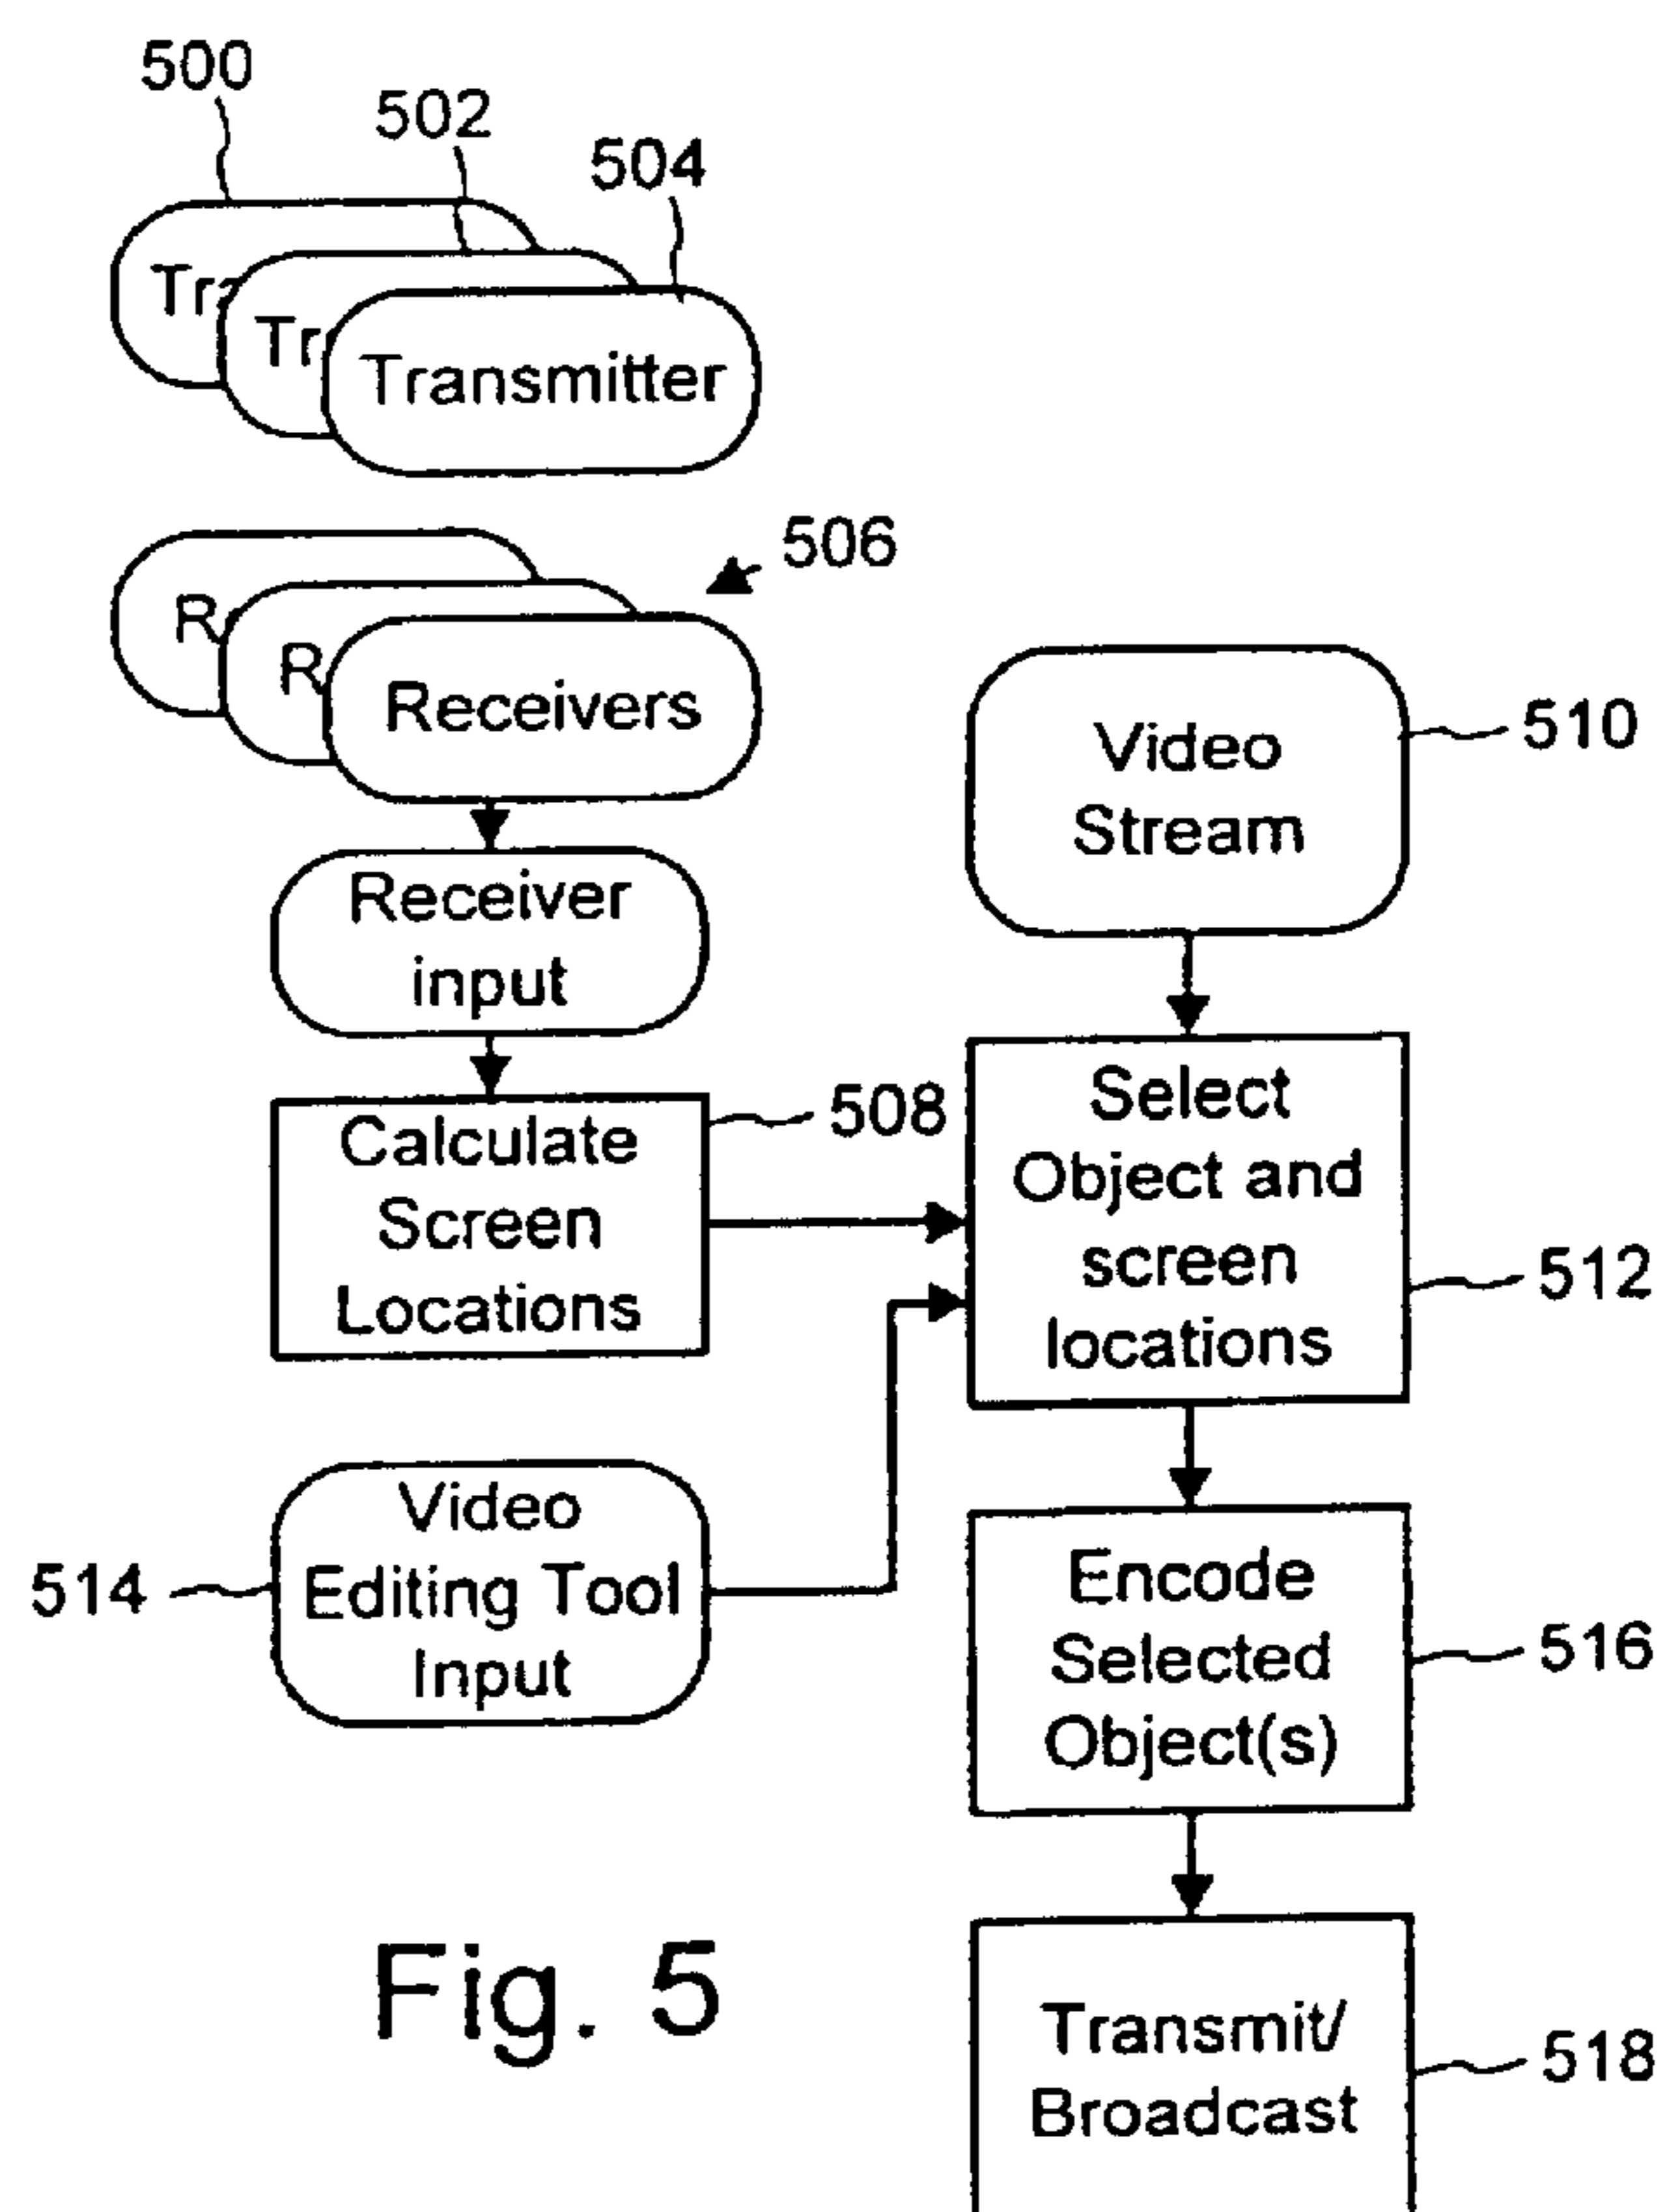 500
502
504
Tr
Tr
Transmitter
506
R
R
Receivers
Receiver
input
Calculate
Screen
Locations
508
Video
Stream
510
Select
Object and
screen
locations
512
Video
Editing Tool
Input
514
Encode
Selected
Object(s)
516
Transmit/
Broadcast
518
Fig. 5